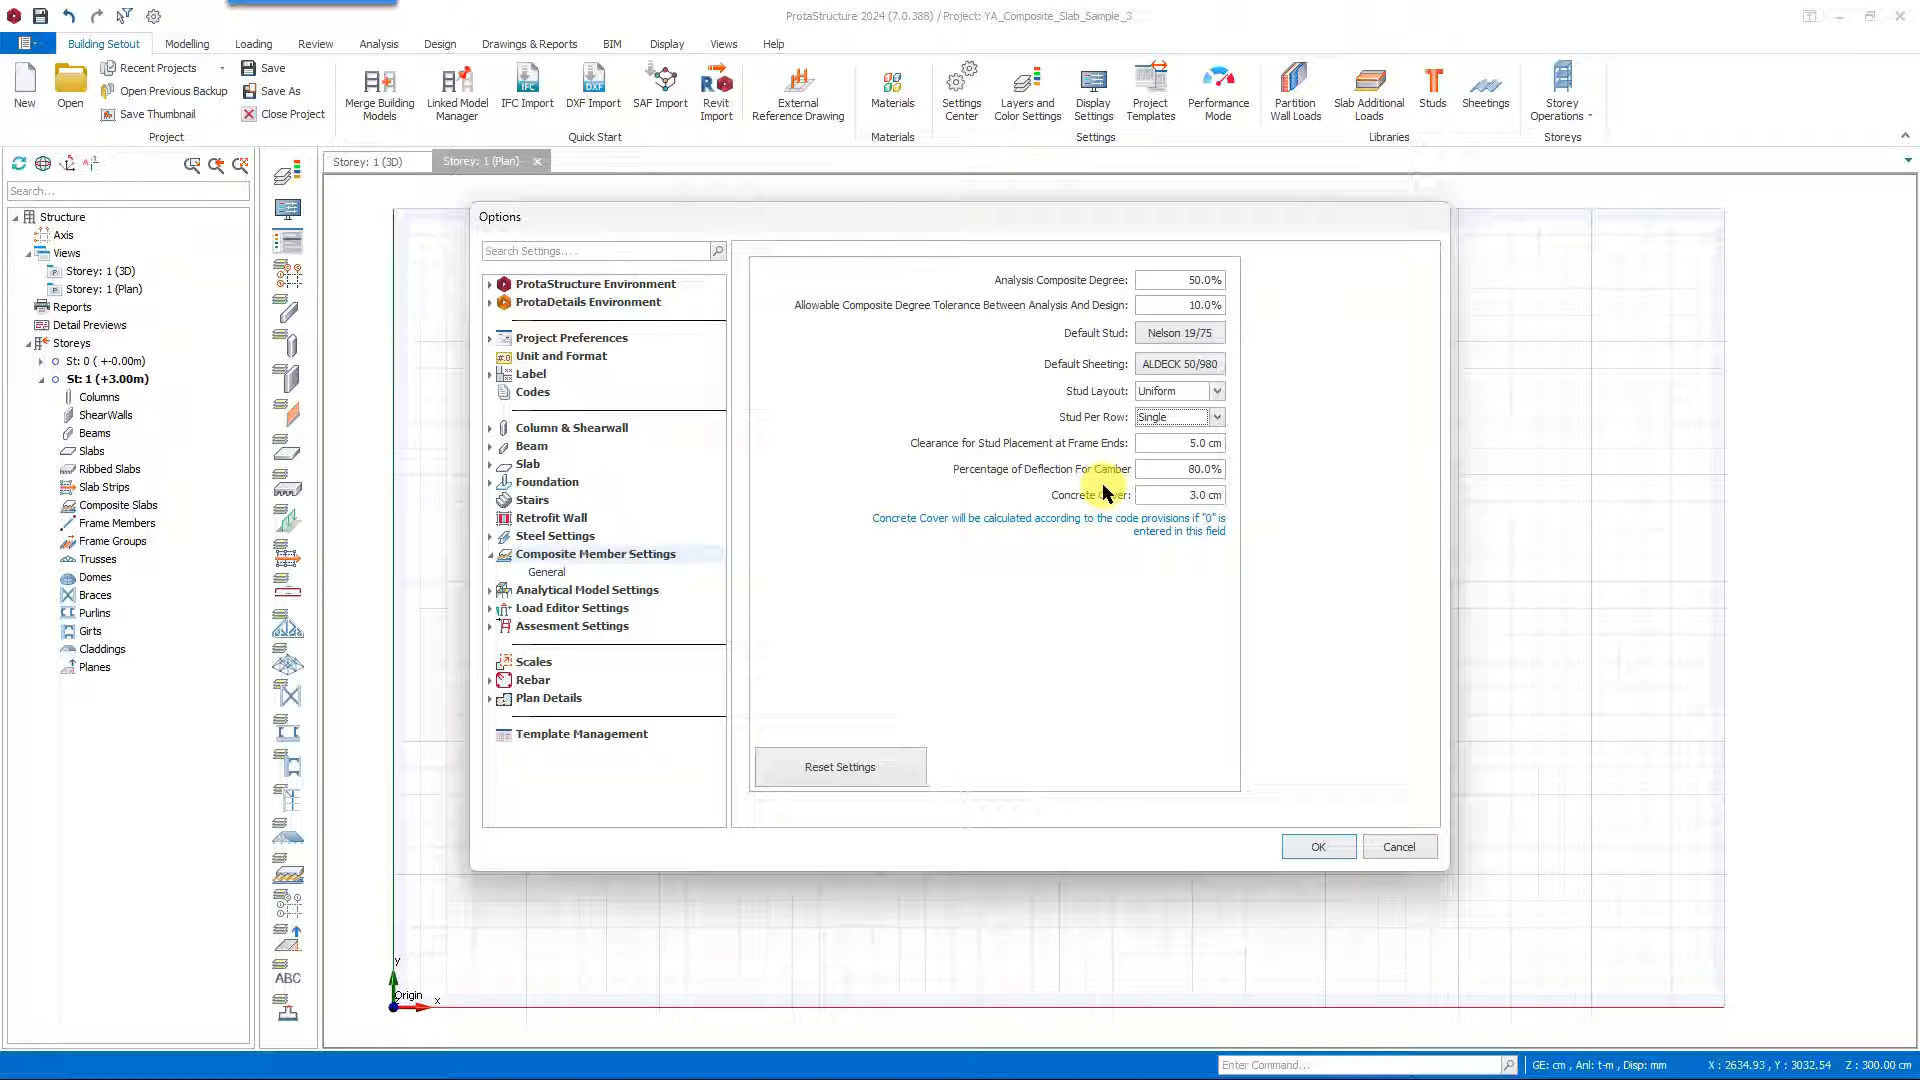 ProtaStructure 2024 (7.0.388) / Project: YA_Composite_Slab_Sample_3
Building Setout
Modelling
Loading
Review
Analysis
Design
Drawings & Reports
BIM
Display
Views
Help
New
Open
Recent Projects
Open Previous Backup
Save Thumbnail
Save
Save As
Close Project
Project
Merge Building Models
Linked Model Manager
IFC Import
DXF Import
SAF Import
Revit Import
Quick Start
External Reference Drawing
Materials
Materials
Settings Center
Layers and Color Settings
Display Settings
Project Templates
Performance Mode
Settings
Partition Wall Loads
Slab Additional Loads
Studs
Sheetings
Libraries
Storey Operations
Storeys
Search...
Structure
Axis
Views
Storey: 1 (3D)
Storey: 1 (Plan)
Reports
Detail Previews
Storeys
St: 0 ( +-0.00m)
St: 1 (+3.00m)
Columns
ShearWalls
Beams
Slabs
Ribbed Slabs
Slab Strips
Composite Slabs
Frame Members
Frame Groups
Trusses
Domes
Braces
Purlins
Girts
Claddings
Planes
ABC
Storey: 1 (3D)
Storey: 1 (Plan)
Options
Search Settings....
ProtaStructure Environment
ProtaDetails Environment
Project Preferences
Unit and Format
Label
Codes
Column & Shearwall
Beam
Slab
Foundation
Stairs
Retrofit Wall
Steel Settings
Composite Member Settings
General
Analytical Model Settings
Load Editor Settings
Assesment Settings
Scales
Rebar
Plan Details
Template Management
Analysis Composite Degree: 50.0%
Allowable Composite Degree Tolerance Between Analysis And Design: 10.0%
Default Stud: Nelson 19/75
Default Sheeting: ALDECK 50/980
Stud Layout: Uniform
Stud Per Row: Single
Clearance for Stud Placement at Frame Ends: 5.0 cm
Percentage of Deflection For Camber 80.0%
Concrete Cover: 3.0 cm
Concrete Cover will be calculated according to the code provisions if "0" is
entered in this field
Reset Settings
OK
Cancel
y
Origin
x
Enter Command...
GE: cm , Anl: t-m , Disp: mm
X : 2634.93 , Y : 3032.54
Z : 300.00 cm